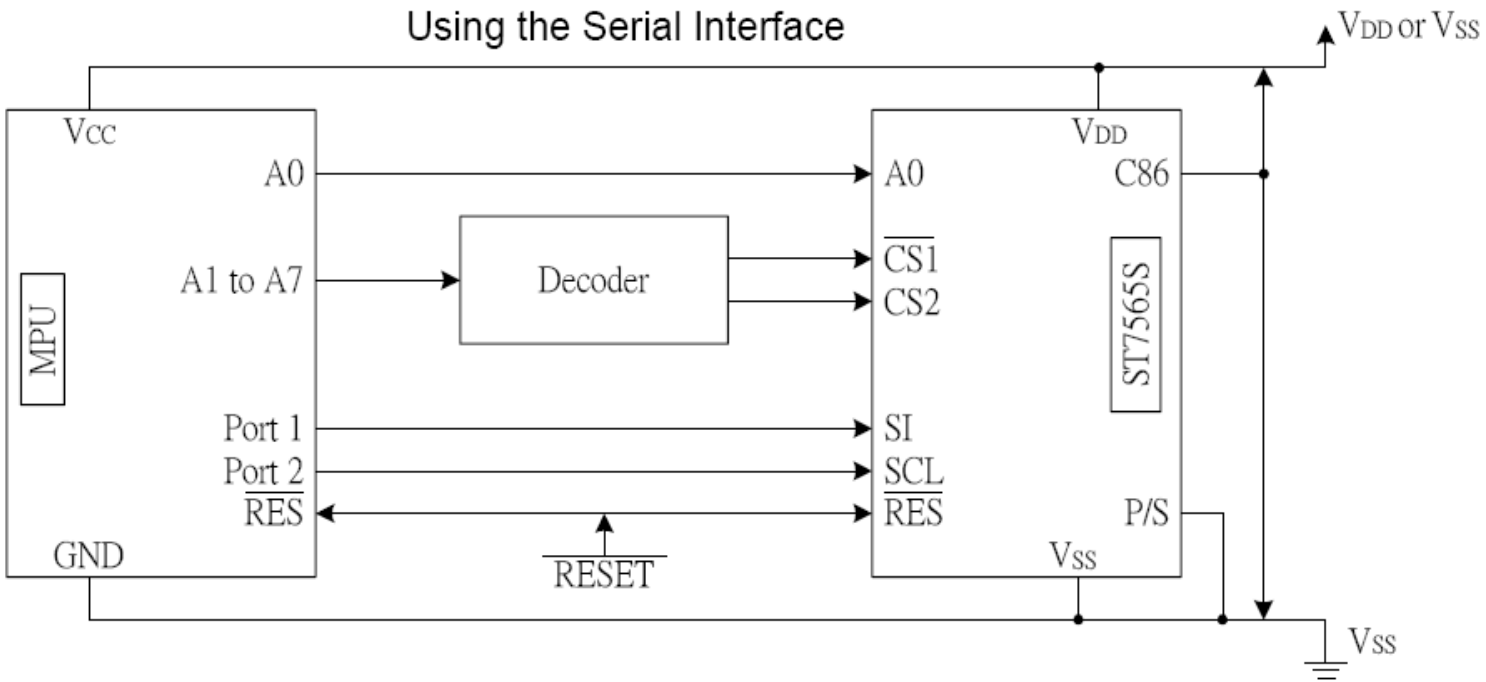 Using the Serial Interface
VDD or VSS
VCC
VDD
A0
A0
C86
CS1
A1 to A7
Decoder
CS2
MPU
ST7565S
Port 1
SI
Port 2
SCL
RES
RES
P/S
GND
VSS
RESET
VSS